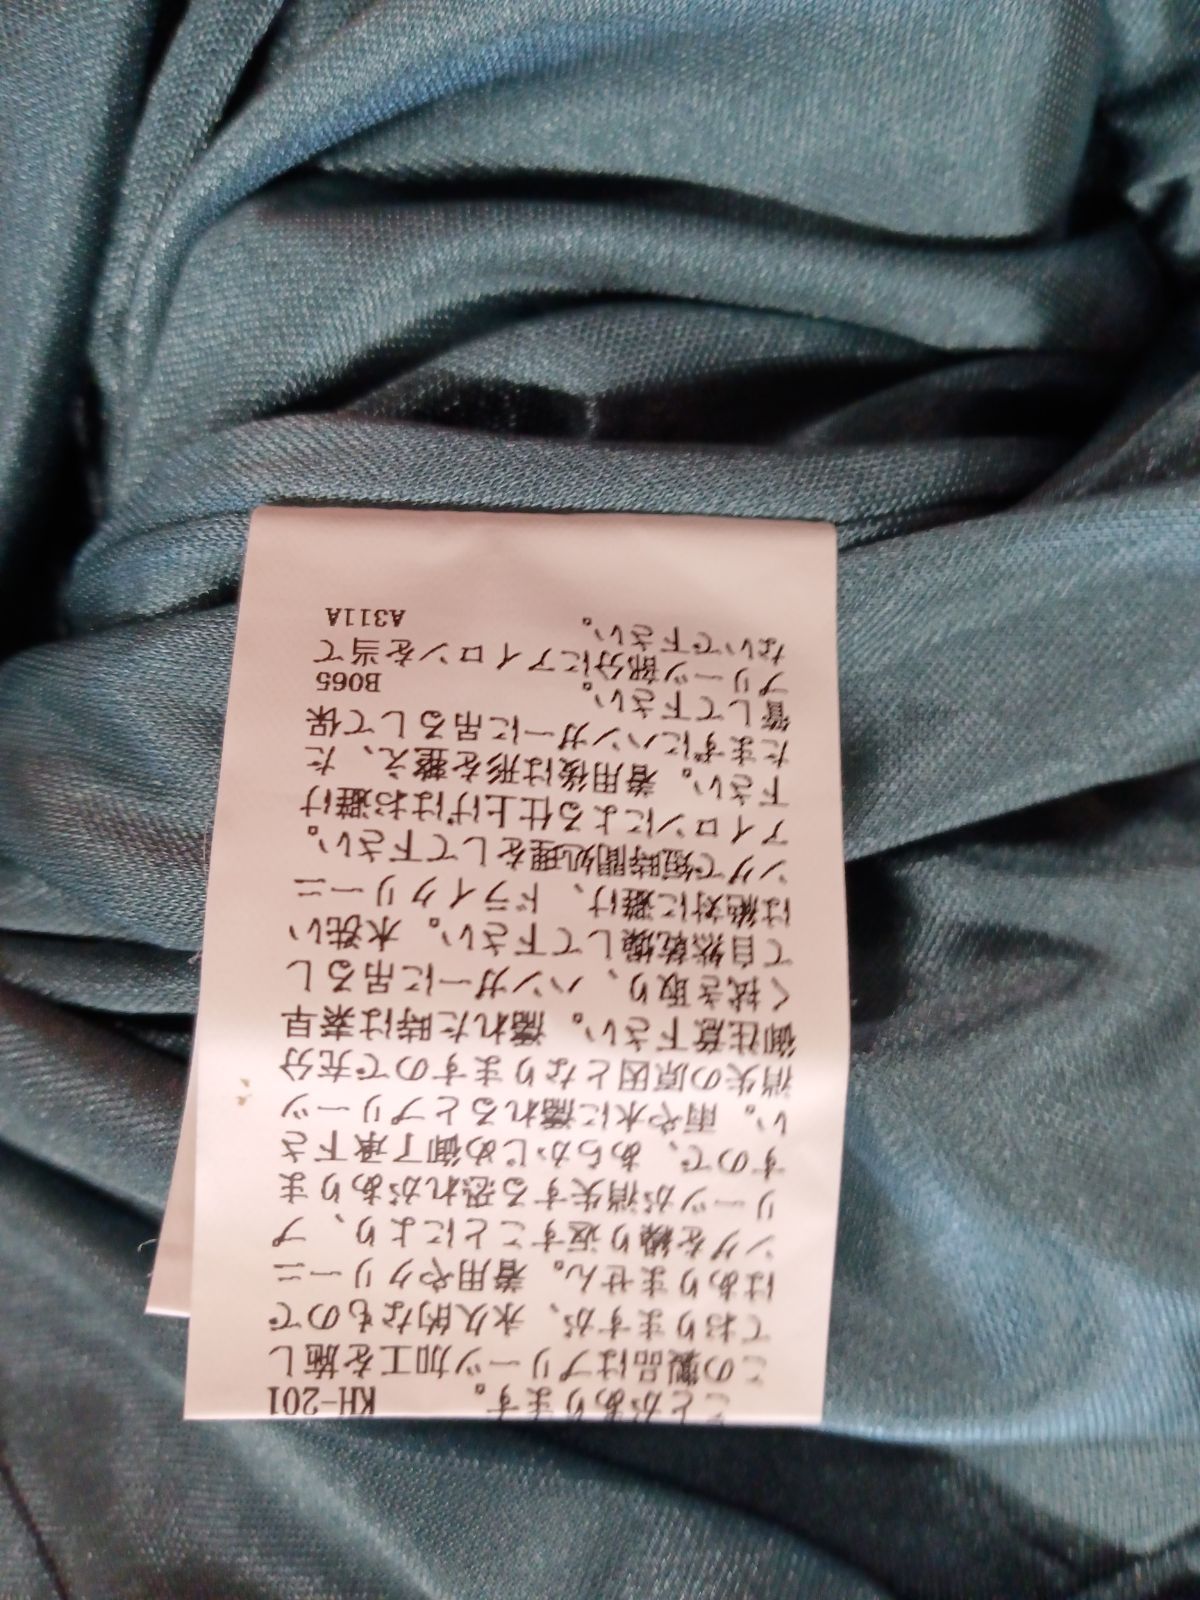 ことがあります。 KH-201
この製品はプリーツ加工を施し
ておりますが、永久的なもので
はありません。着用やクリーニ
ングを繰り返すことにより、プ
リーツが消失する恐れがありま
すので、あらかじめ御了承下さ
い。雨や水に濡れるとプリーツ
消失の原因となりますので充分
御注意下さい。濡れた時は素早
く拭き取り、ハンガーに吊るし
て自然乾燥して下さい。水洗い
は絶対に避け、ドライクリーニ
ングで短時間処理をして下さい。
アイロンによる仕上げはお避け
下さい。着用後は形を整え、た
たまずにハンガーに吊るして保
管して下さい。 B065
プリーツ部分にアイロンを当て
ないで下さい。 A311A